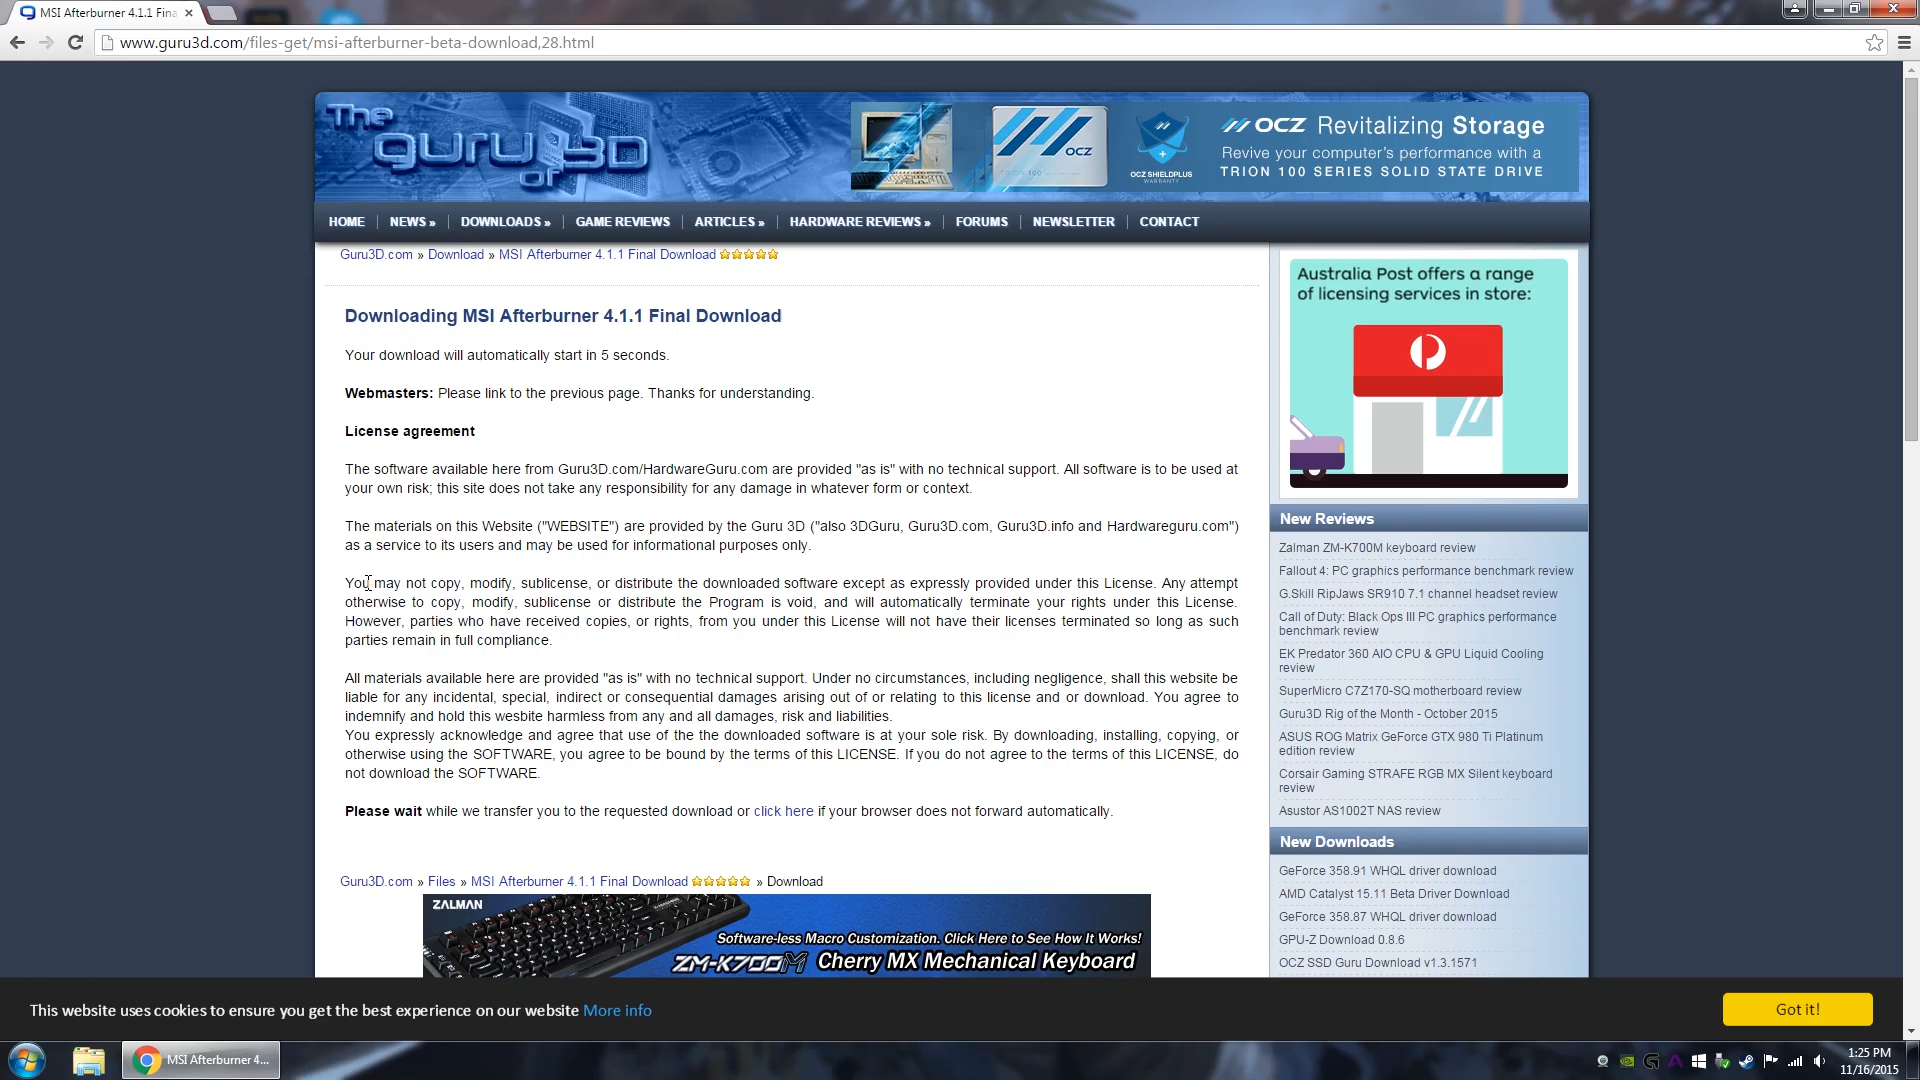 MSI Afterburner 4.1.1 Fina
www.guru3d.com/files-get/msi-afterburner-beta-download,28.html
The
guru
of
3D
OCZ
OCZ SHIELDPLUS
WARRANTY
OCZ Revitalizing Storage
Revive your computer's performance with a
TRION 100 SERIES SOLID STATE DRIVE
HOME
NEWS »
DOWNLOADS »
GAME REVIEWS
ARTICLES »
HARDWARE REVIEWS »
FORUMS
NEWSLETTER
CONTACT
Guru3D.com » Download » MSI Afterburner 4.1.1 Final Download
Downloading MSI Afterburner 4.1.1 Final Download
Your download will automatically start in 5 seconds.
Webmasters: Please link to the previous page. Thanks for understanding.
License agreement
The software available here from Guru3D.com/HardwareGuru.com are provided "as is" with no technical support. All software is to be used at
your own risk; this site does not take any responsibility for any damage in whatever form or context.
The materials on this Website ("WEBSITE") are provided by the Guru 3D ("also 3DGuru, Guru3D.com, Guru3D.info and Hardwareguru.com")
as a service to its users and may be used for informational purposes only.
You may not copy, modify, sublicense, or distribute the downloaded software except as expressly provided under this License. Any attempt
otherwise to copy, modify, sublicense or distribute the Program is void, and will automatically terminate your rights under this License.
However, parties who have received copies, or rights, from you under this License will not have their licenses terminated so long as such
parties remain in full compliance.
All materials available here are provided "as is" with no technical support. Under no circumstances, including negligence, shall this website be
liable for any incidental, special, indirect or consequential damages arising out of or relating to this license and or download. You agree to
indemnify and hold this wesbite harmless from any and all damages, risk and liabilities.
You expressly acknowledge and agree that use of the the downloaded software is at your sole risk. By downloading, installing, copying, or
otherwise using the SOFTWARE, you agree to be bound by the terms of this LICENSE. If you do not agree to the terms of this LICENSE, do
not download the SOFTWARE.
Please wait while we transfer you to the requested download or click here if your browser does not forward automatically.
Guru3D.com » Files » MSI Afterburner 4.1.1 Final Download » Download
ZALMAN
Software-less Macro Customization. Click Here to See How It Works!
ZM-K700M Cherry MX Mechanical Keyboard
Australia Post offers a range
of licensing services in store:
New Reviews
Zalman ZM-K700M keyboard review
Fallout 4: PC graphics performance benchmark review
G.Skill RipJaws SR910 7.1 channel headset review
Call of Duty: Black Ops III PC graphics performance
benchmark review
EK Predator 360 AIO CPU & GPU Liquid Cooling
review
SuperMicro C7Z170-SQ motherboard review
Guru3D Rig of the Month - October 2015
ASUS ROG Matrix GeForce GTX 980 Ti Platinum
edition review
Corsair Gaming STRAFE RGB MX Silent keyboard
review
Asustor AS1002T NAS review
New Downloads
GeForce 358.91 WHQL driver download
AMD Catalyst 15.11 Beta Driver Download
GeForce 358.87 WHQL driver download
GPU-Z Download 0.8.6
OCZ SSD Guru Download v1.3.1571
This website uses cookies to ensure you get the best experience on our website More info
Got it!
MSI Afterburner 4...
1:25 PM
11/16/2015